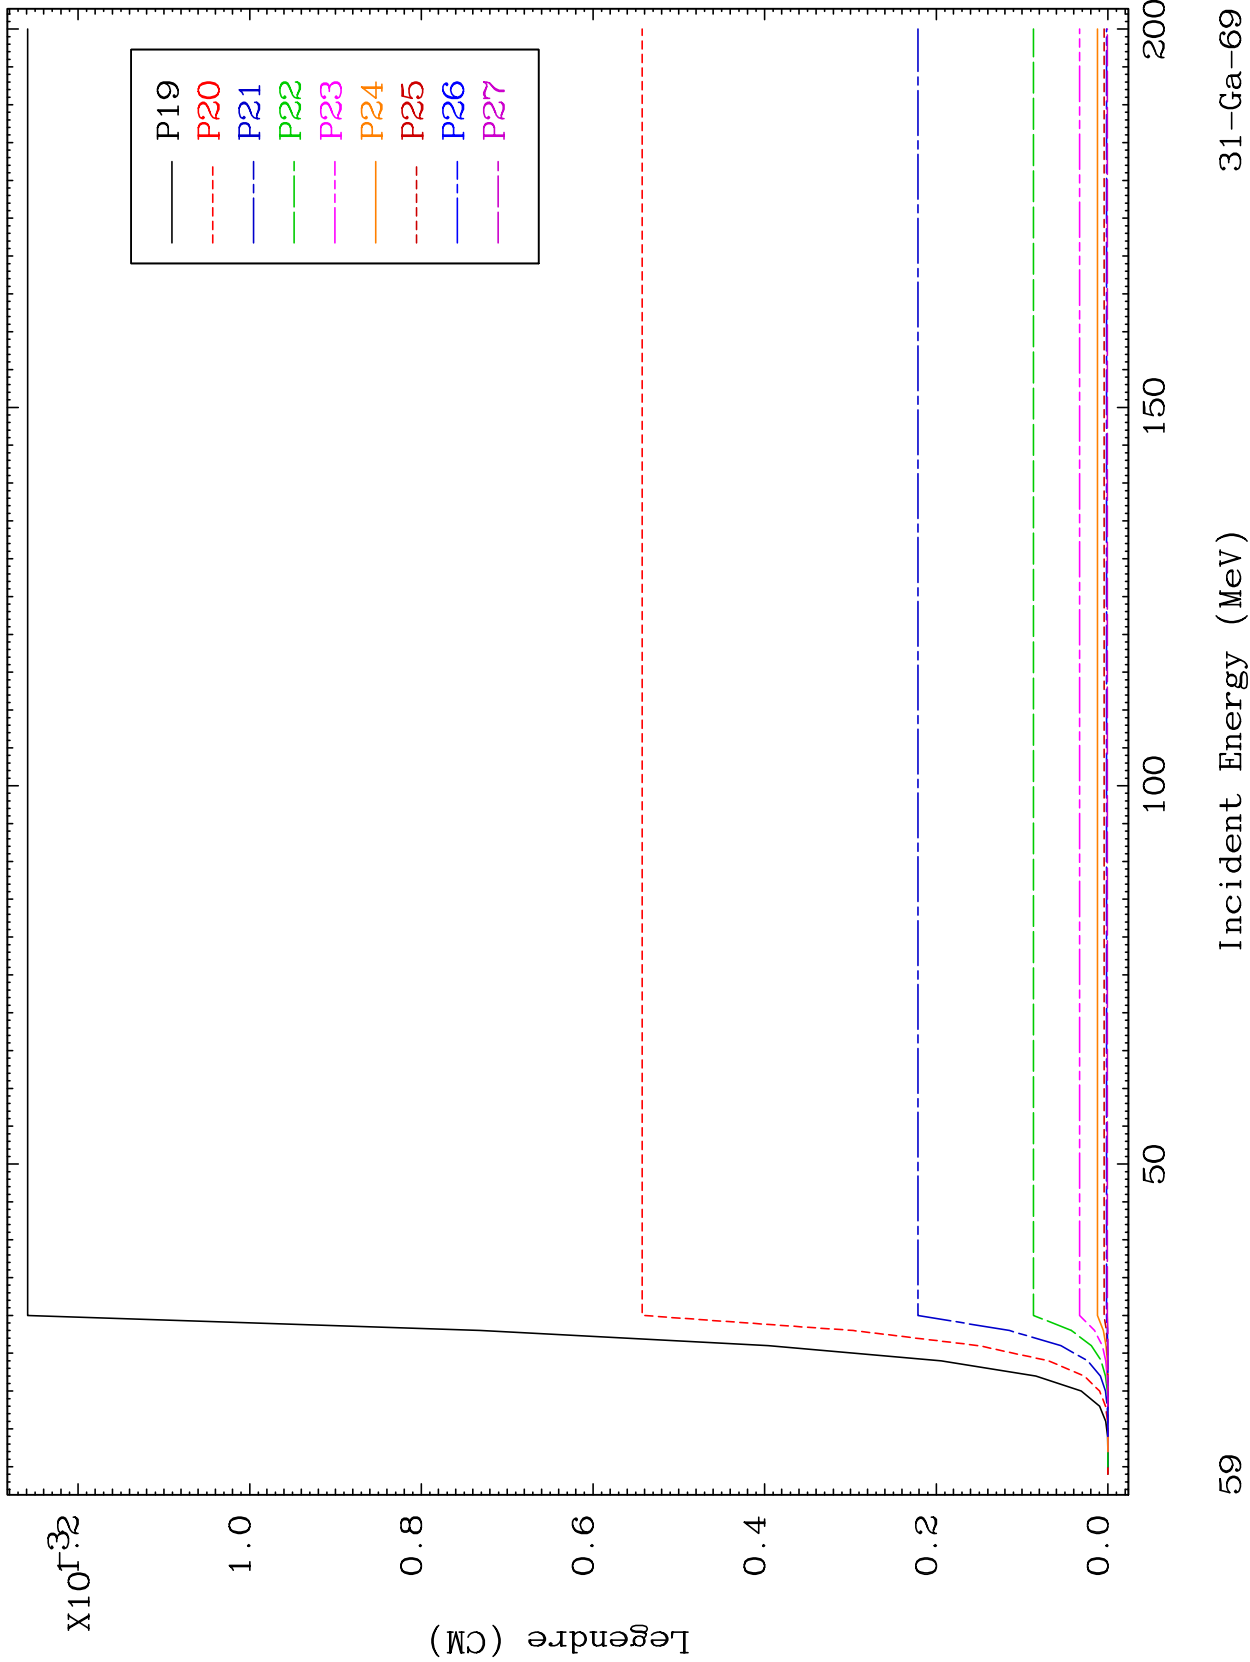 X10-3
1.2
1.0
0.8
0.6
0.4
0.2
0.0
Legendre (CM)
P19
P20
P21
P22
P23
P24
P25
P26
P27
50
100
150
200
Incident Energy (MeV)
59
31-Ga-69